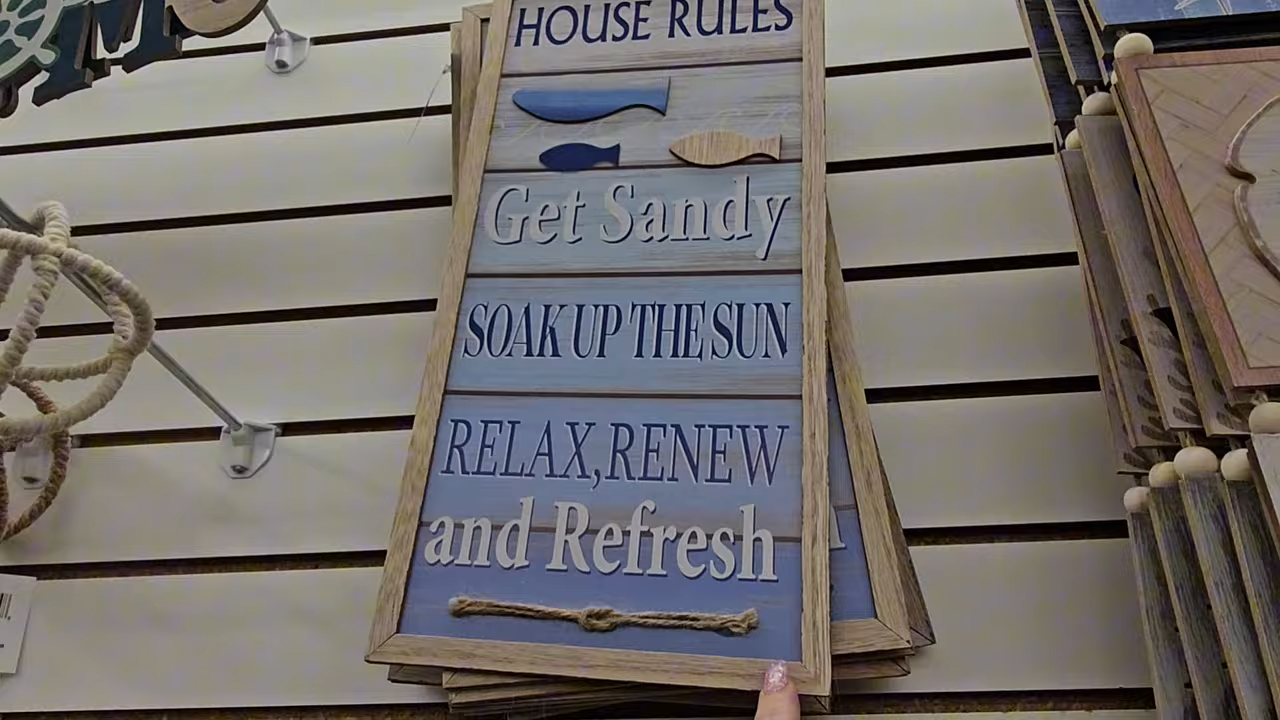 HOUSE RULES
Get Sandy
SOAK UP THE SUN
RELAX, RENEW
and Refresh